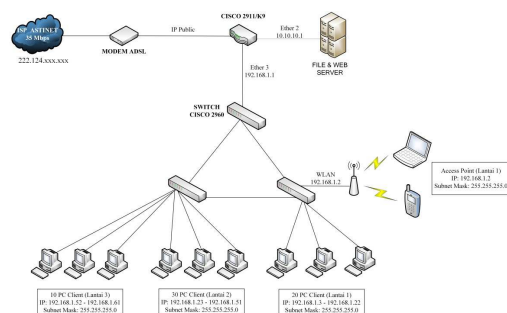 CISCO 2911/K9
ISP ASTINET
35 Mbps
IP Public
Ether 2
10.10.10.1
MODEM ADSL
222.124.xxx.xxx
FILE & WEB
SERVER
Ether 3
192.168.1.1
SWITCH
CISCO 2960
WLAN
192.168.1.2
Access Point (Lantai 1)
IP: 192.168.1.2
Subnet Mask: 255.255.255.0
10 PC Client (Lantai 3)
IP: 192.168.1.52 - 192.168.1.61
Subnet Mask: 255.255.255.0
30 PC Client (Lantai 2)
IP: 192.168.1.23 - 192.168.1.51
Subnet Mask: 255.255.255.0
20 PC Client (Lantai 1)
IP: 192.168.1.3 - 192.168.1.22
Subnet Mask: 255.255.255.0